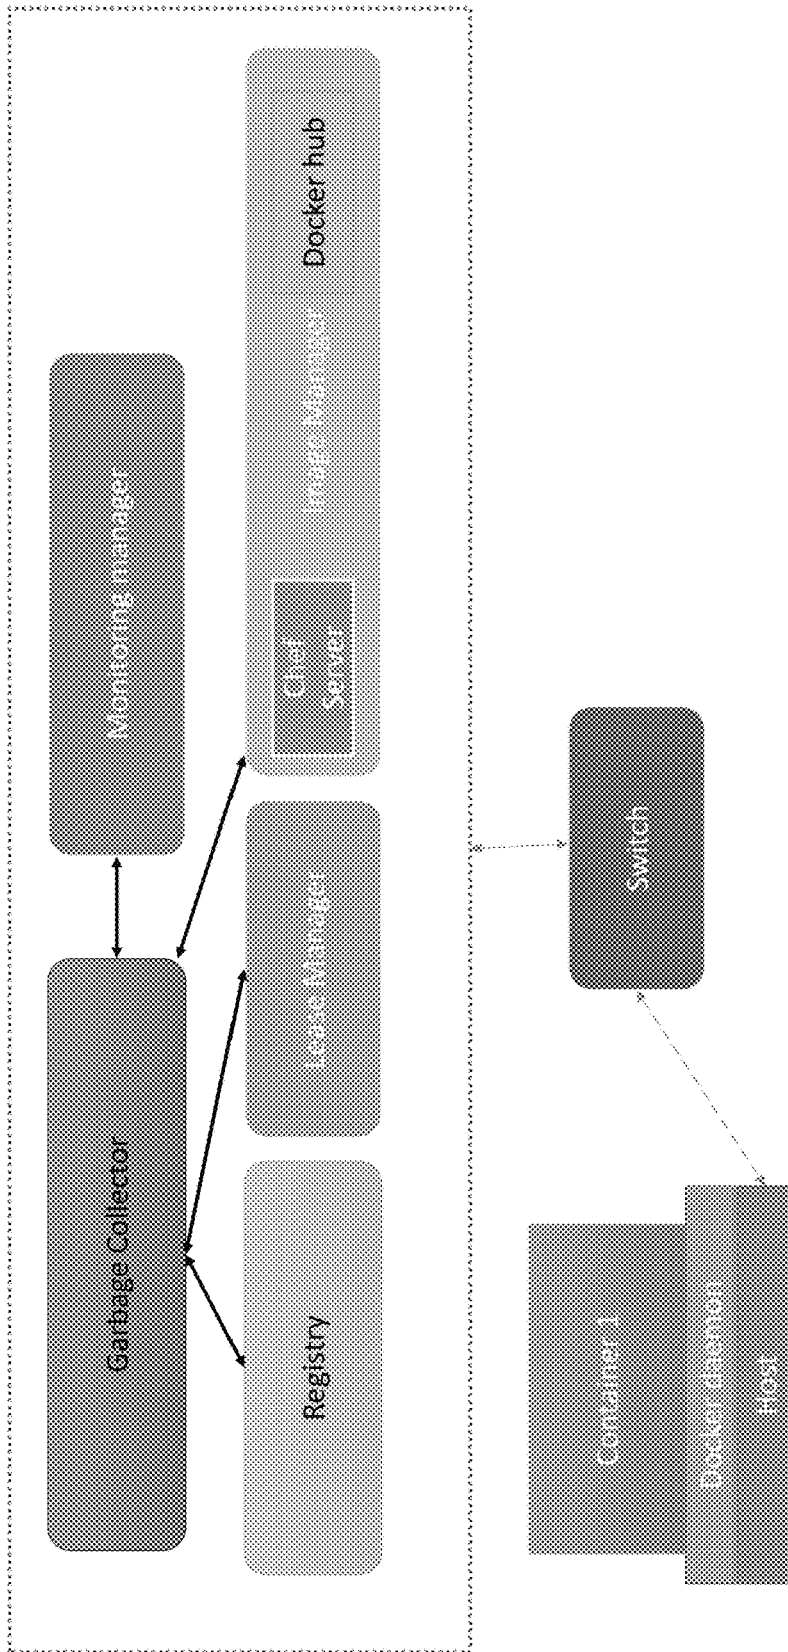 Garbage Collector
Monitoring manager
Registry
Lease Manager
Chef
Server
Image Manager
Docker hub
Container 1
Docker daemon
Host
Switch